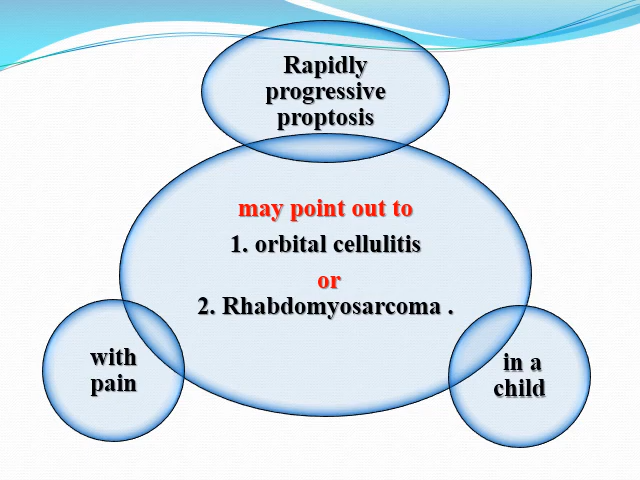 Rapidly
progressive
proptosis
may point out to
1. orbital cellulitis
or
2. Rhabdomyosarcoma .
with
pain
in a
child